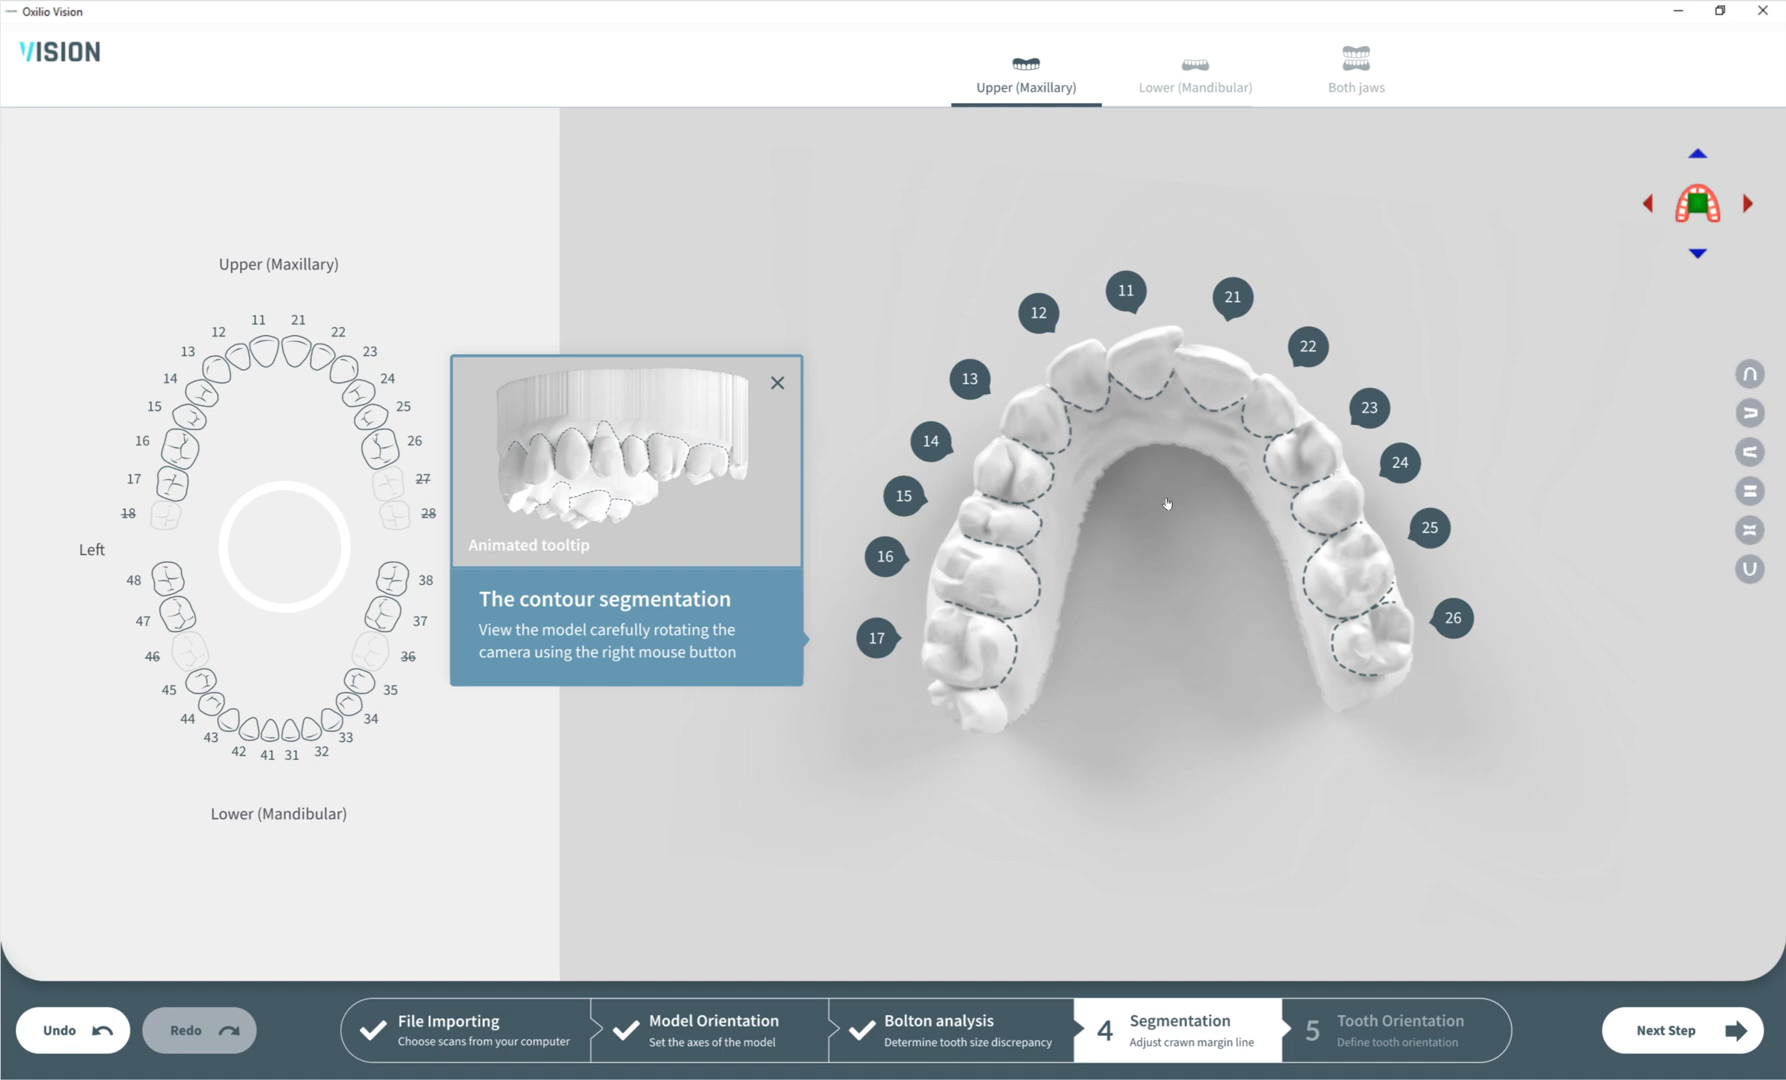 Oxilio Vision
VISION
Upper (Maxillary)
Lower (Mandibular)
Both jaws
Upper (Maxillary)
11
21
12
22
13
23
14
24
15
25
16
26
17
27
18
28
Left
48
38
47
37
46
36
45
35
44
34
43
33
42
41
31
32
Lower (Mandibular)
Animated tooltip
The contour segmentation
View the model carefully rotating the
camera using the right mouse button
11
21
12
22
13
23
14
24
15
25
16
26
17
Undo
Redo
File Importing
Choose scans from your computer
Model Orientation
Set the axes of the model
Bolton analysis
Determine tooth size discrepancy
4
Segmentation
Adjust crawn margin line
5
Tooth Orientation
Define tooth orientation
Next Step